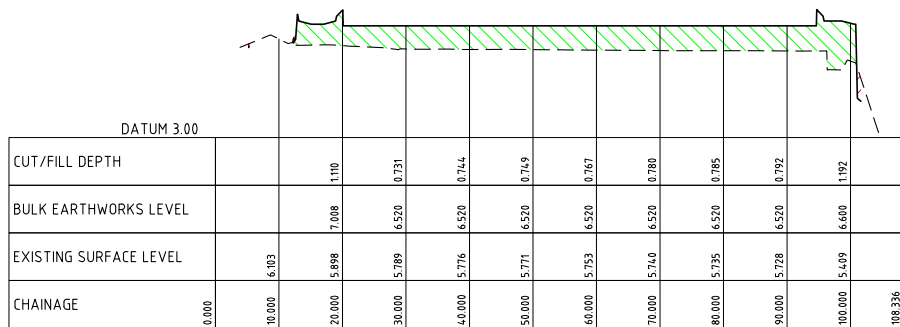 DATUM 3.00
CUT/FILL DEPTH 1.110 0.731 0.744 0.749 0.767 0.780 0.785 0.792 1.192
BULK EARTHWORKS LEVEL 7.008 6.520 6.520 6.520 6.520 6.520 6.520 6.520 6.600
EXISTING SURFACE LEVEL 6.103 5.898 5.789 5.776 5.771 5.753 5.740 5.735 5.728 5.409
CHAINAGE 0.000 10.000 20.000 30.000 40.000 50.000 60.000 70.000 80.000 90.000 100.000 108.336